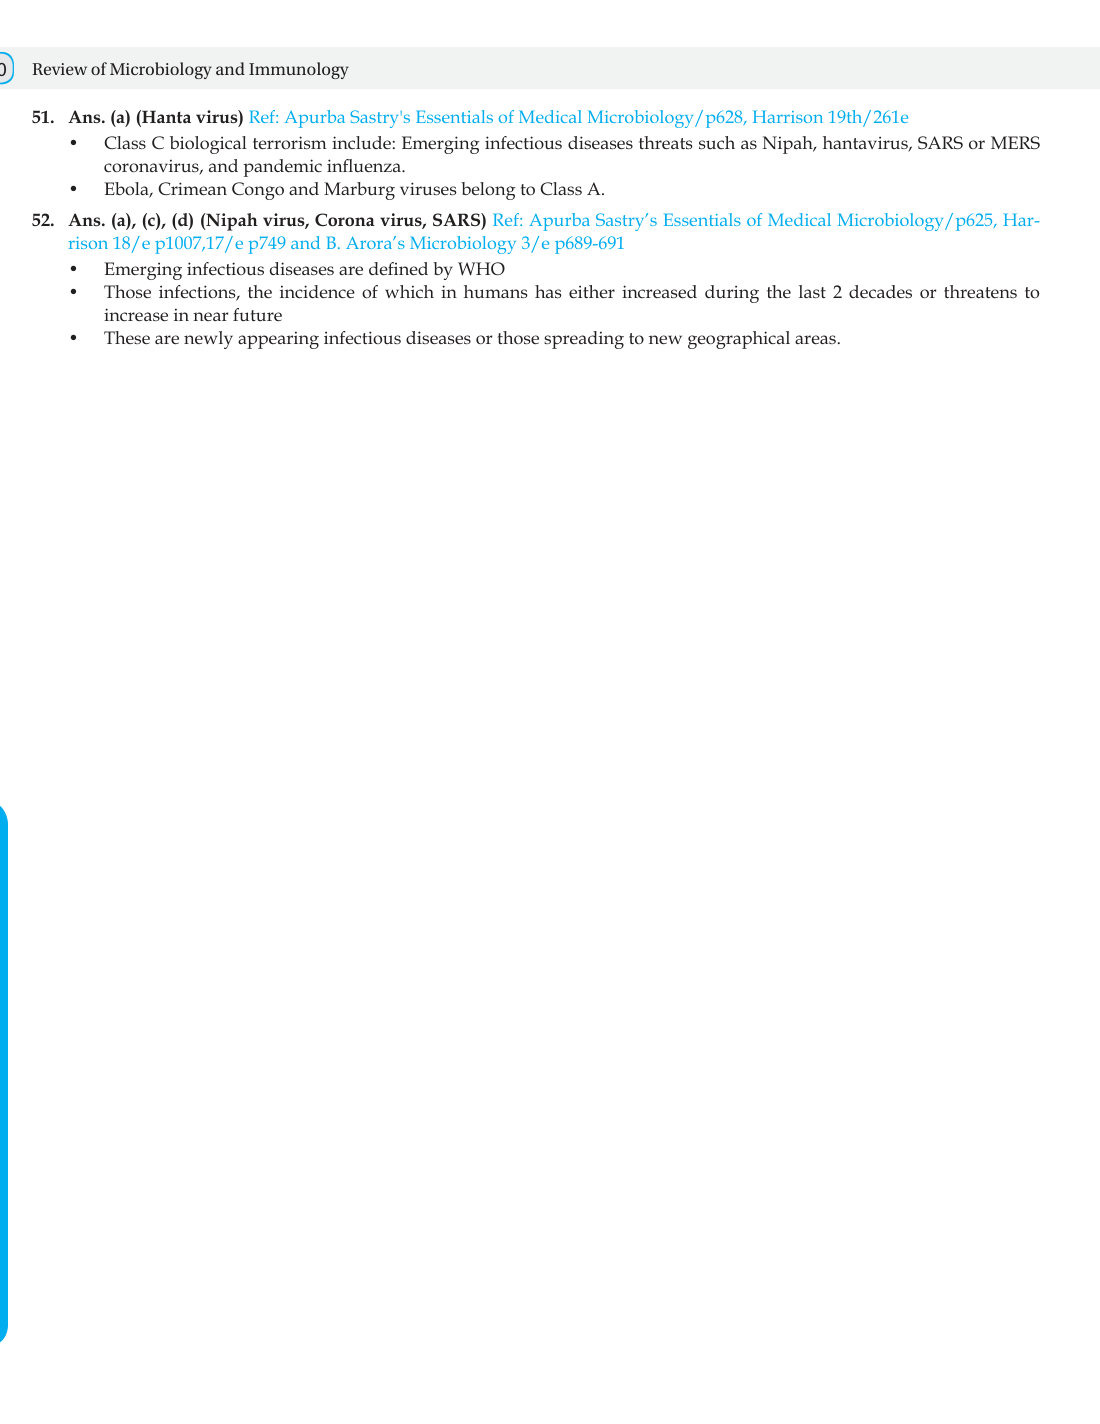 0 Review of Microbiology and Immunology
51. Ans. (a) (Hanta virus) Ref: Apurba Sastry's Essentials of Medical Microbiology/p628, Harrison 19th/261e
• Class C biological terrorism include: Emerging infectious diseases threats such as Nipah, hantavirus, SARS or MERS
coronavirus, and pandemic influenza.
• Ebola, Crimean Congo and Marburg viruses belong to Class A.
52. Ans. (a), (c), (d) (Nipah virus, Corona virus, SARS) Ref: Apurba Sastry’s Essentials of Medical Microbiology/p625, Har-
rison 18/e p1007,17/e p749 and B. Arora’s Microbiology 3/e p689-691
• Emerging infectious diseases are defined by WHO
• Those infections, the incidence of which in humans has either increased during the last 2 decades or threatens to
increase in near future
• These are newly appearing infectious diseases or those spreading to new geographical areas.